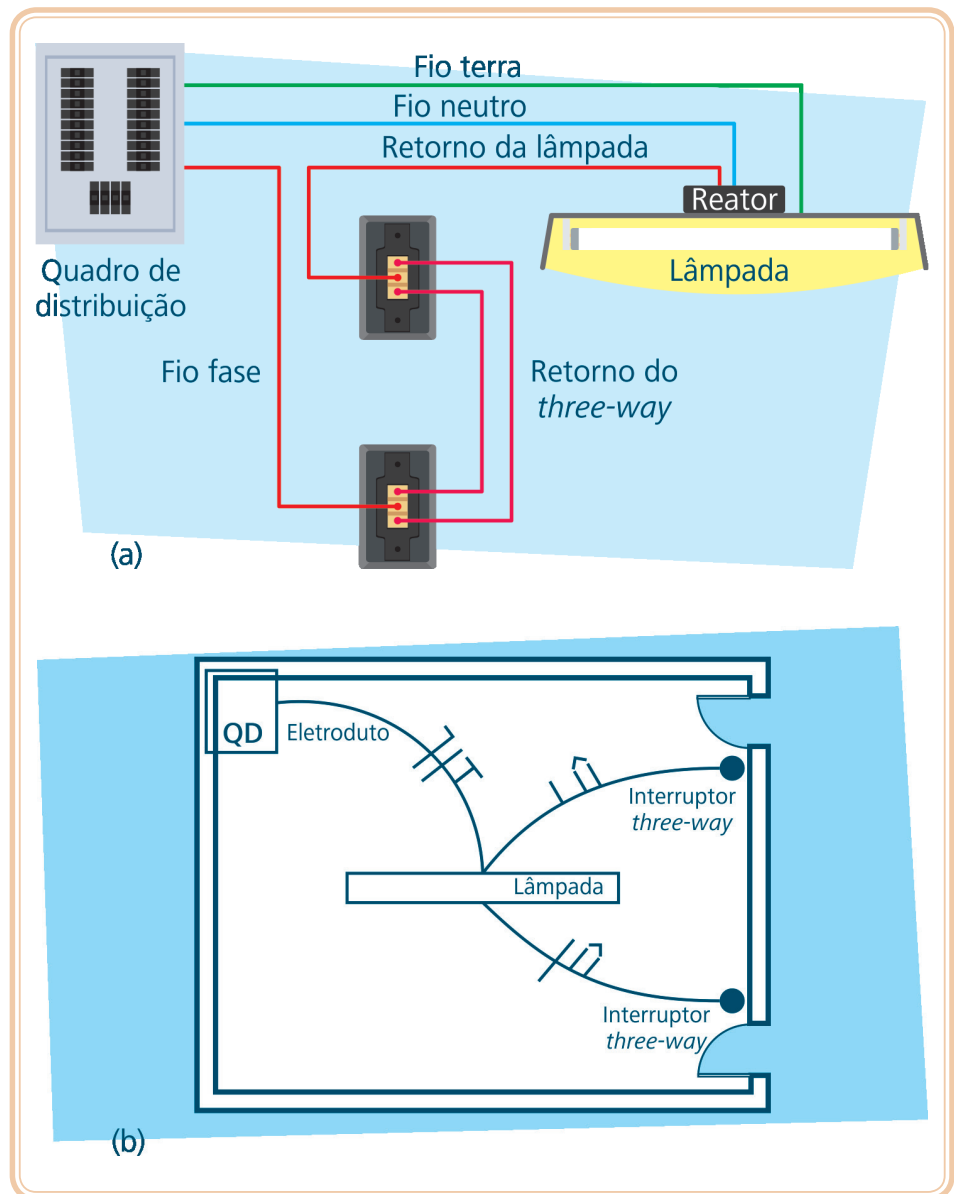 Fio terra
Fio neutro
Retorno da lâmpada
Reator
Lâmpada
Quadro de
distribuição
Fio fase
Retorno do
three-way
(a)
QD
Eletroduto
Interruptor
three-way
Lâmpada
Interruptor
three-way
(b)